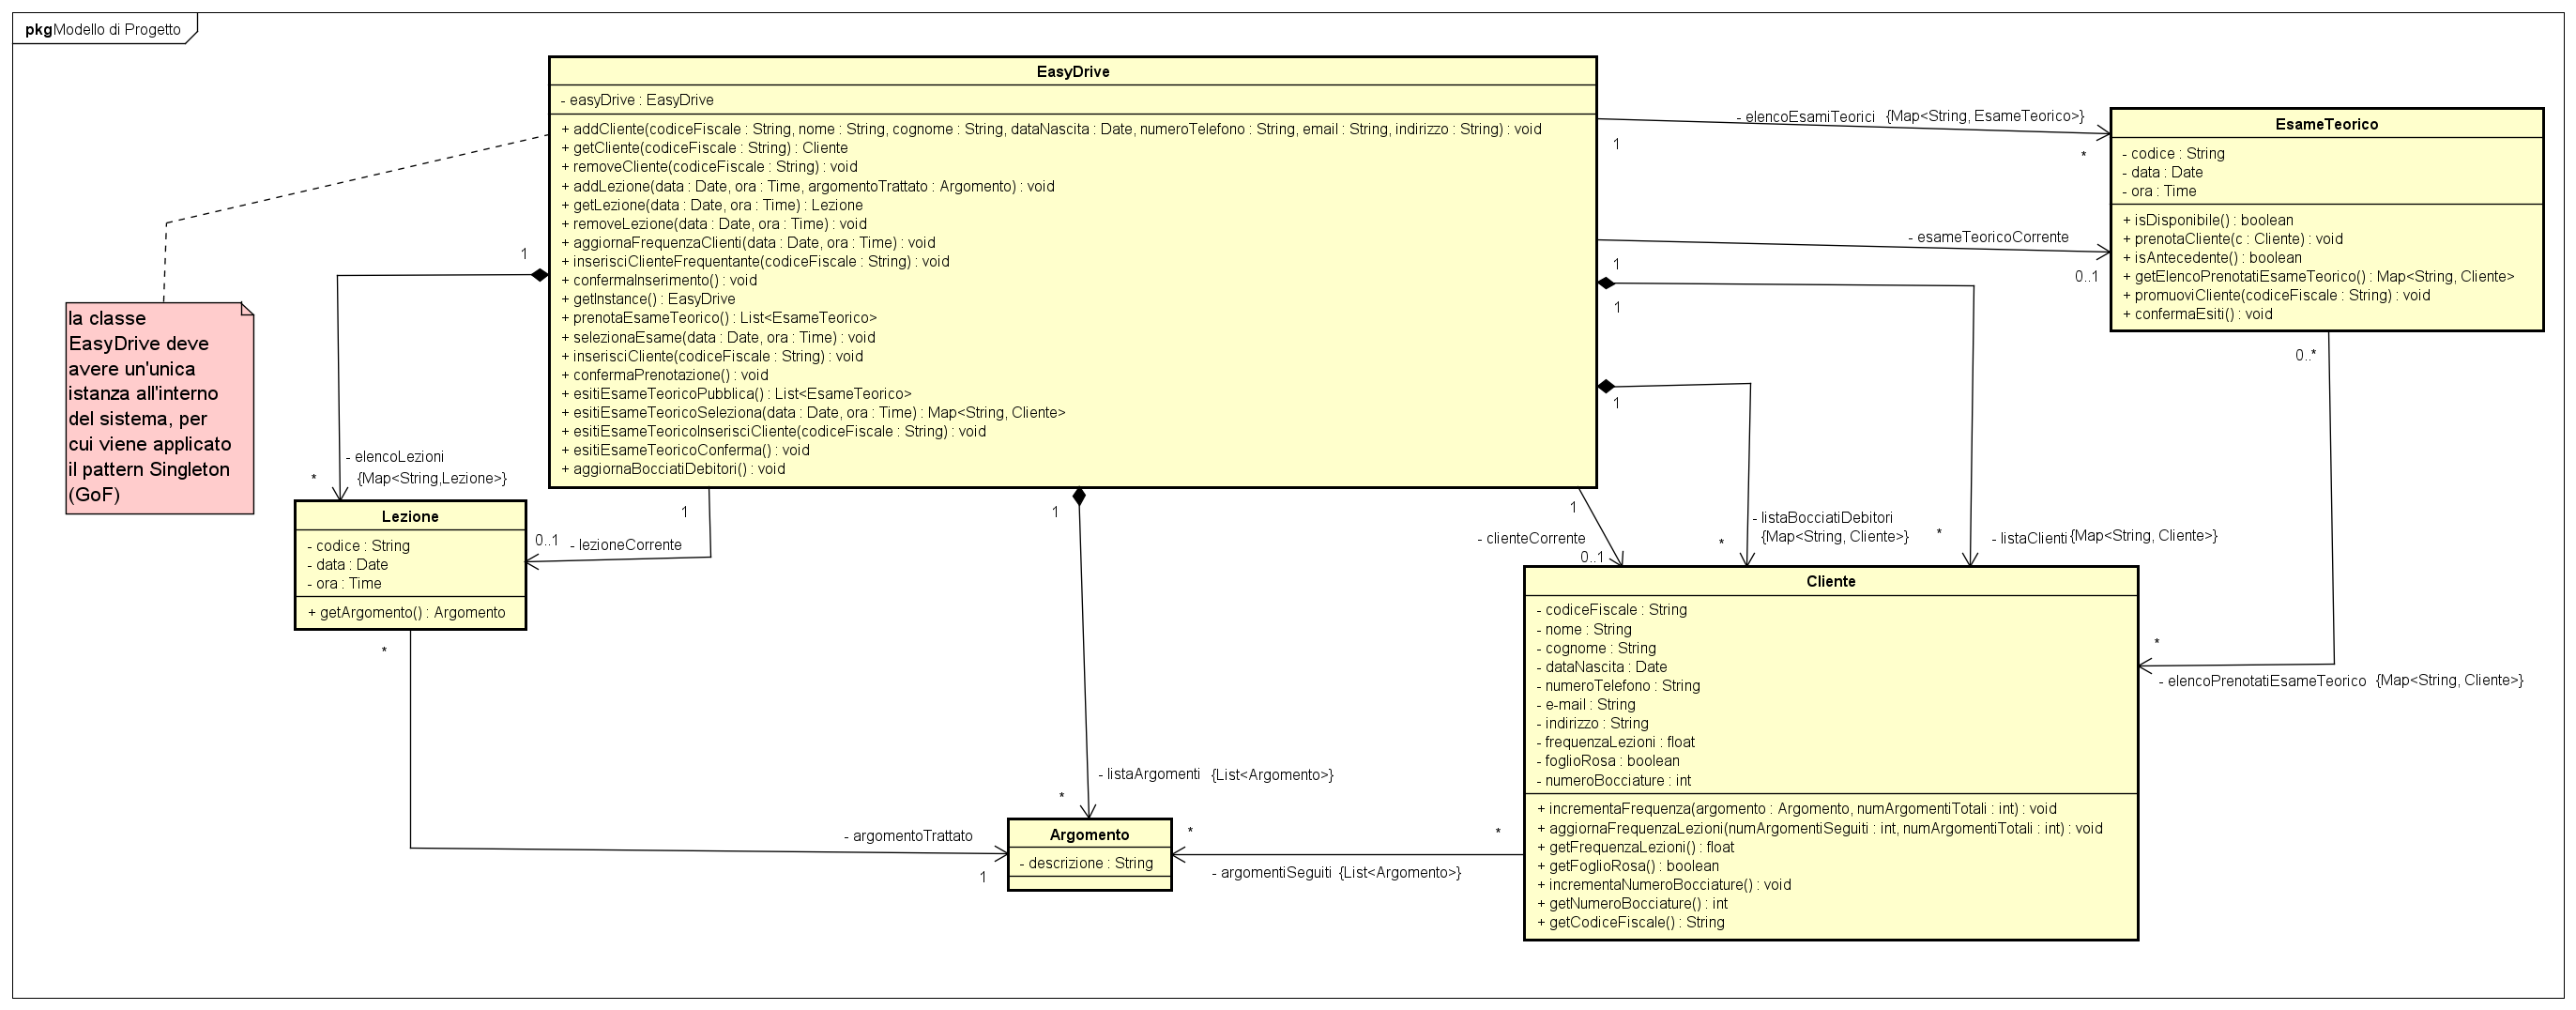 pkg Modello di Progetto
EasyDrive
- easyDrive : EasyDrive
+ addCliente(codiceFiscale : String, nome : String, cognome : String, dataNascita : Date, numeroTelefono : String, email : String, indirizzo : String) : void
+ getCliente(codiceFiscale : String) : Cliente
+ removeCliente(codiceFiscale : String) : void
+ addLezione(data : Date, ora : Time, argomentoTrattato : Argomento) : void
+ getLezione(data : Date, ora : Time) : Lezione
+ removeLezione(data : Date, ora : Time) : void
+ aggiornaFrequenzaClienti(data : Date, ora : Time) : void
+ inserisciClienteFrequentante(codiceFiscale : String) : void
+ confermaInserimento() : void
+ getInstance() : EasyDrive
+ prenotaEsameTeorico() : List<EsameTeorico>
+ selezionaEsame(data : Date, ora : Time) : void
+ inserisciCliente(codiceFiscale : String) : void
+ confermaPrenotazione() : void
+ esitiEsameTeoricoPubblica() : List<EsameTeorico>
+ esitiEsameTeoricoSeleziona(data : Date, ora : Time) : Map<String, Cliente>
+ esitiEsameTeoricoInserisciCliente(codiceFiscale : String) : void
+ esitiEsameTeoricoConferma() : void
+ aggiornaBocciatiDebitori() : void
- elencoEsamiTeorici {Map<String, EsameTeorico>}
1
*
- esameTeoricoCorrente
1
0..1
EsameTeorico
- codice : String
- data : Date
- ora : Time
+ isDisponibile() : boolean
+ prenotaCliente(c : Cliente) : void
+ isAntecedente() : boolean
+ getElencoPrenotatiEsameTeorico() : Map<String, Cliente>
+ promuoviCliente(codiceFiscale : String) : void
+ confermaEsiti() : void
la classe
EasyDrive deve
avere un'unica
istanza all'interno
del sistema, per
cui viene applicato
il pattern Singleton
(GoF)
1
- elencoLezioni
*
{Map<String,Lezione>}
Lezione
- codice : String
- data : Date
- ora : Time
+ getArgomento() : Argomento
1
0..1
- lezioneCorrente
1
1
- clienteCorrente
0..1
1
- listaBocciatiDebitori
*
{Map<String, Cliente>}
1
*
- listaClienti {Map<String, Cliente>}
0..*
*
- elencoPrenotatiEsameTeorico {Map<String, Cliente>}
Cliente
- codiceFiscale : String
- nome : String
- cognome : String
- dataNascita : Date
- numeroTelefono : String
- e-mail : String
- indirizzo : String
- frequenzaLezioni : float
- foglioRosa : boolean
- numeroBocciature : int
+ incrementaFrequenza(argomento : Argomento, numArgomentiTotali : int) : void
+ aggiornaFrequenzaLezioni(numArgomentiSeguiti : int, numArgomentiTotali : int) : void
+ getFrequenzaLezioni() : float
+ getFoglioRosa() : boolean
+ incrementaNumeroBocciature() : void
+ getNumeroBocciature() : int
+ getCodiceFiscale() : String
*
- argomentoTrattato
1
- listaArgomenti {List<Argomento>}
*
Argomento
- descrizione : String
*
*
- argomentiSeguiti {List<Argomento>}